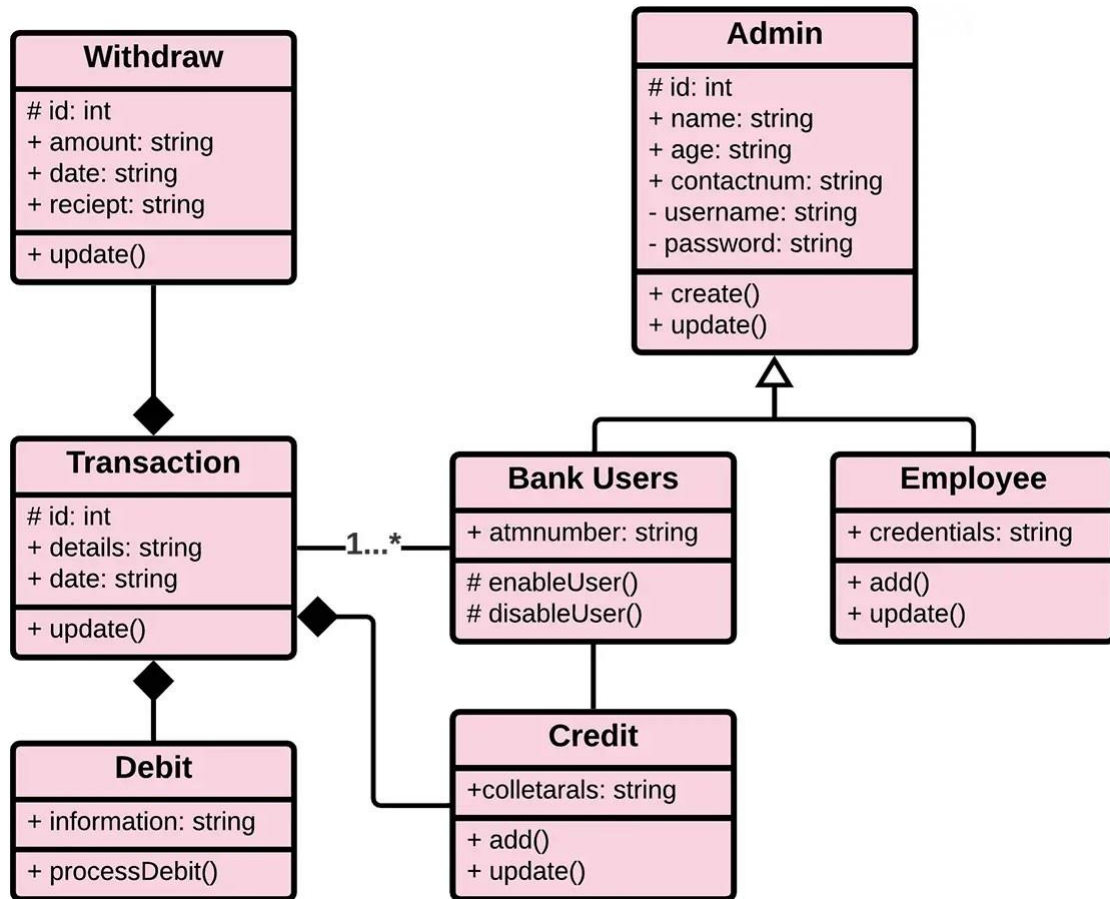 Withdraw
# id: int
+ amount: string
+ date: string
+ reciept: string
+ update()
Admin
# id: int
+ name: string
+ age: string
+ contactnum: string
- username: string
- password: string
+ create()
+ update()
Transaction
# id: int
+ details: string
+ date: string
+ update()
1...*
Bank Users
+ atmnumber: string
# enableUser()
# disableUser()
Employee
+ credentials: string
+ add()
+ update()
Debit
+ information: string
+ processDebit()
Credit
+colletarals: string
+ add()
+ update()